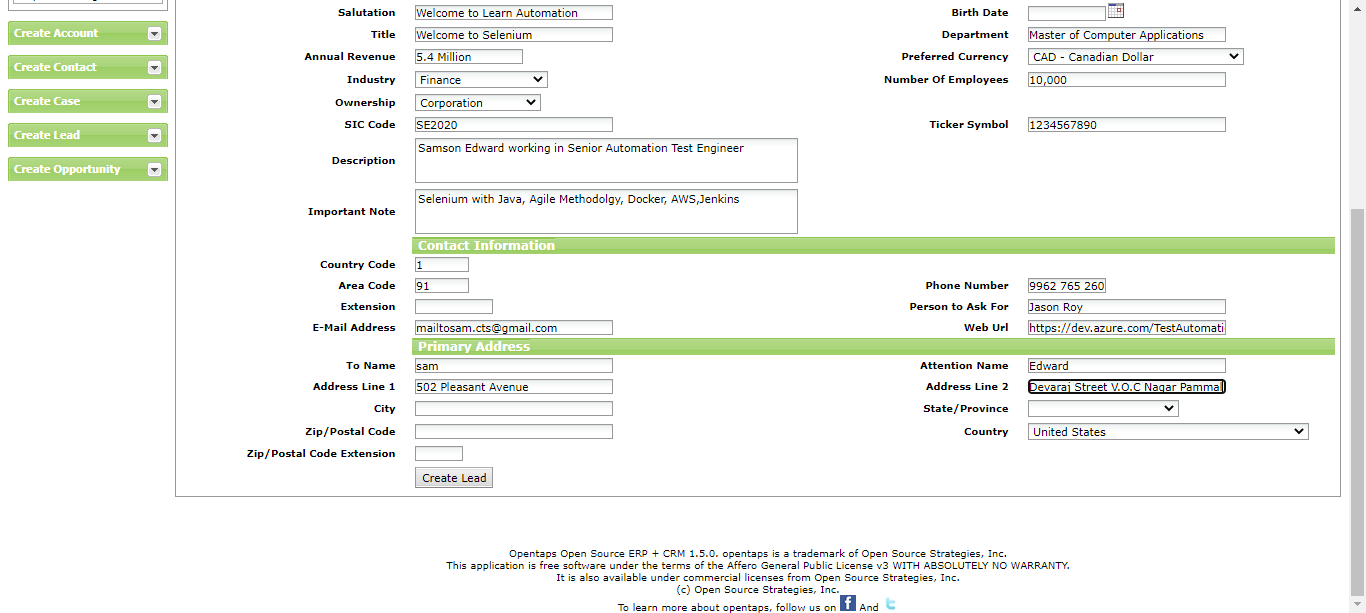 Salutation Welcome to Learn Automation Birth Date
Create Account Title Welcome to Selenium Department Master of Computer Applications
Annual Revenue 5.4 Million Preferred Currency CAD - Canadian Dollar
Create Contact Industry Finance Number Of Employees 10,000
Create Case Ownership Corporation
SIC Code SE2020 Ticker Symbol 1234567890
Create Lead
Description Samson Edward working in Senior Automation Test Engineer
Create Opportunity
Important Note Selenium with Java, Agile Methodolgy, Docker, AWS,Jenkins
Contact Information
Country Code 1
Area Code 91 Phone Number 9962 765 260
Extension Person to Ask For Jason Roy
E-Mail Address mailtosam.cts@gmail.com Web Url https://dev.azure.com/TestAutomati
Primary Address
To Name sam Attention Name Edward
Address Line 1 502 Pleasant Avenue Address Line 2 Devaraj Street V.O.C Nagar Pammal
City State/Province
Zip/Postal Code Country United States
Zip/Postal Code Extension
Create Lead
Opentaps Open Source ERP + CRM 1.5.0. opentaps is a trademark of Open Source Strategies, Inc.
This application is free software under the terms of the Affero General Public License v3 WITH ABSOLUTELY NO WARRANTY.
It is also available under commercial licenses from Open Source Strategies, Inc.
(c) Open Source Strategies, Inc.
To learn more about opentaps, follow us on f And t